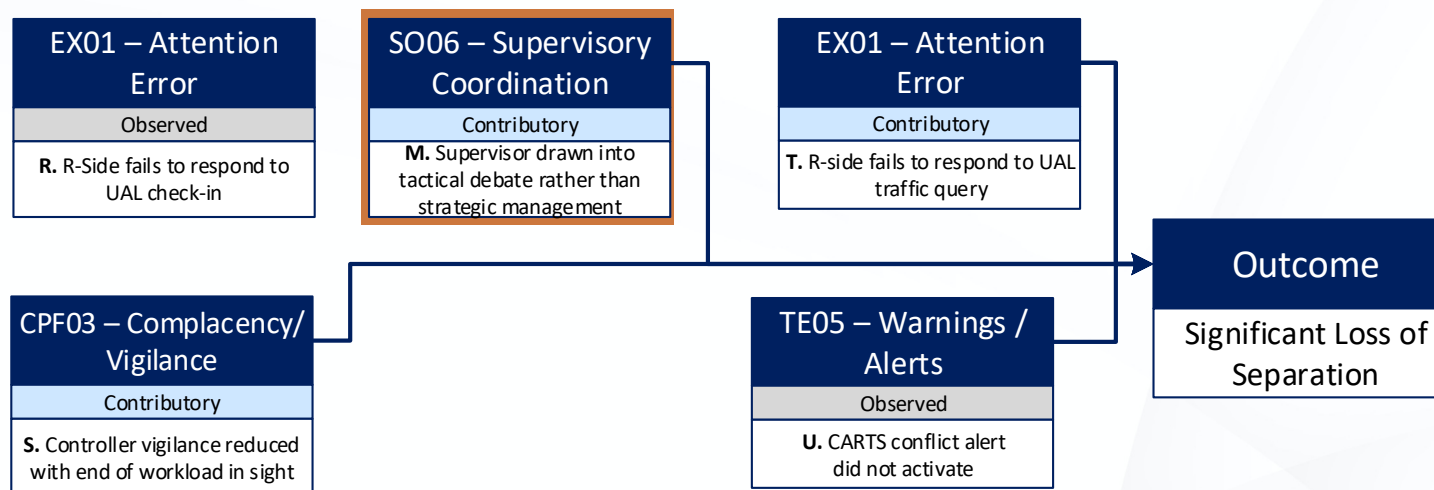 EX01 – Attention
Error
Observed
R. R-Side fails to respond to
UAL check-in
SO06 – Supervisory
Coordination
Contributory
M. Supervisor drawn into
tactical debate rather than
strategic management
EX01 – Attention
Error
Contributory
T. R-side fails to respond to UAL
traffic query
CPF03 – Complacency/
Vigilance
Contributory
S. Controller vigilance reduced
with end of workload in sight
TE05 – Warnings /
Alerts
Observed
U. CARTS conflict alert
did not activate
Outcome
Significant Loss of
Separation